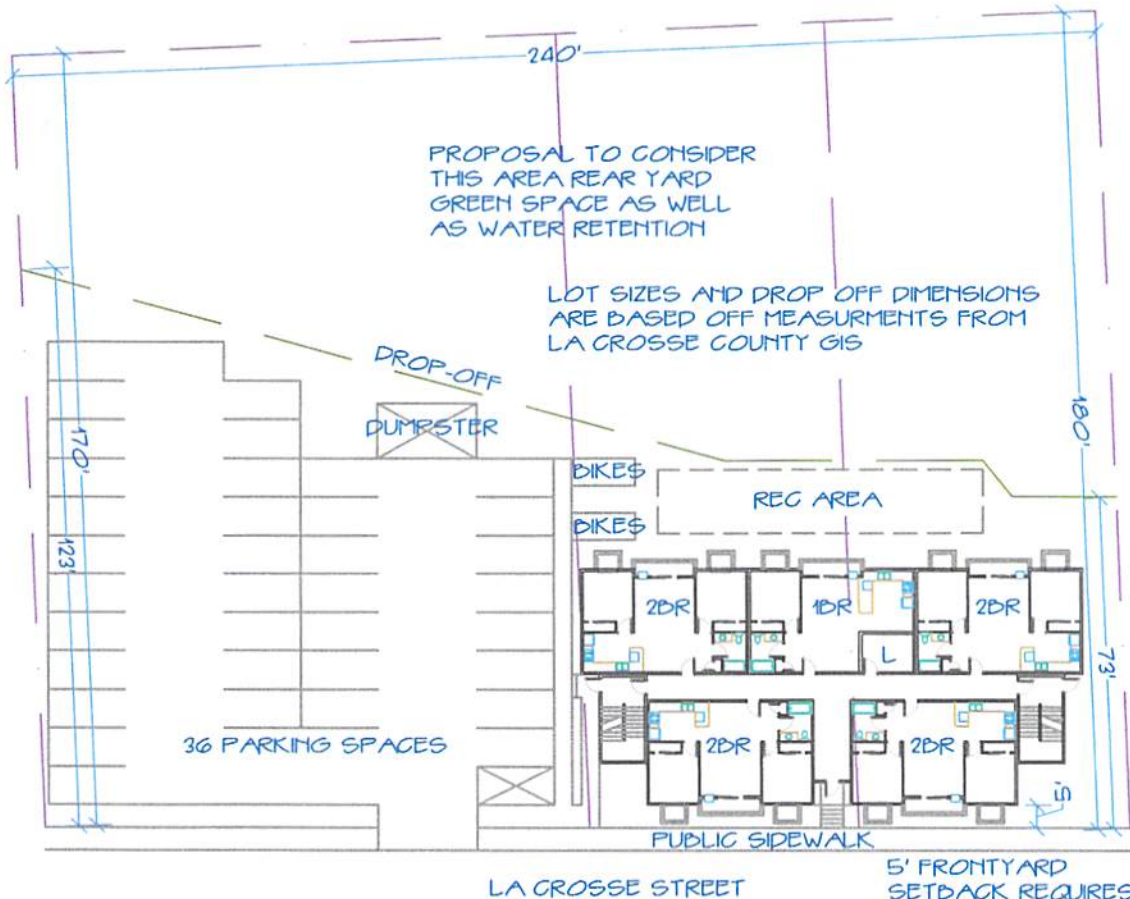 240'
PROPOSAL TO CONSIDER
THIS AREA REAR YARD
GREEN SPACE AS WELL
AS WATER RETENTION
LOT SIZES AND DROP OFF DIMENSIONS
ARE BASED OFF MEASURMENTS FROM
LA CROSSE COUNTY GIS
DROP-OFF
180'
170'
DUMPSTER
BIKES
REC AREA
BIKES
123'
2BR
1BR
2BR
L
73'
36 PARKING SPACES
2BR
2BR
5'
PUBLIC SIDEWALK
LA CROSSE STREET
5' FRONTYARD
SETBACK REQUIRES